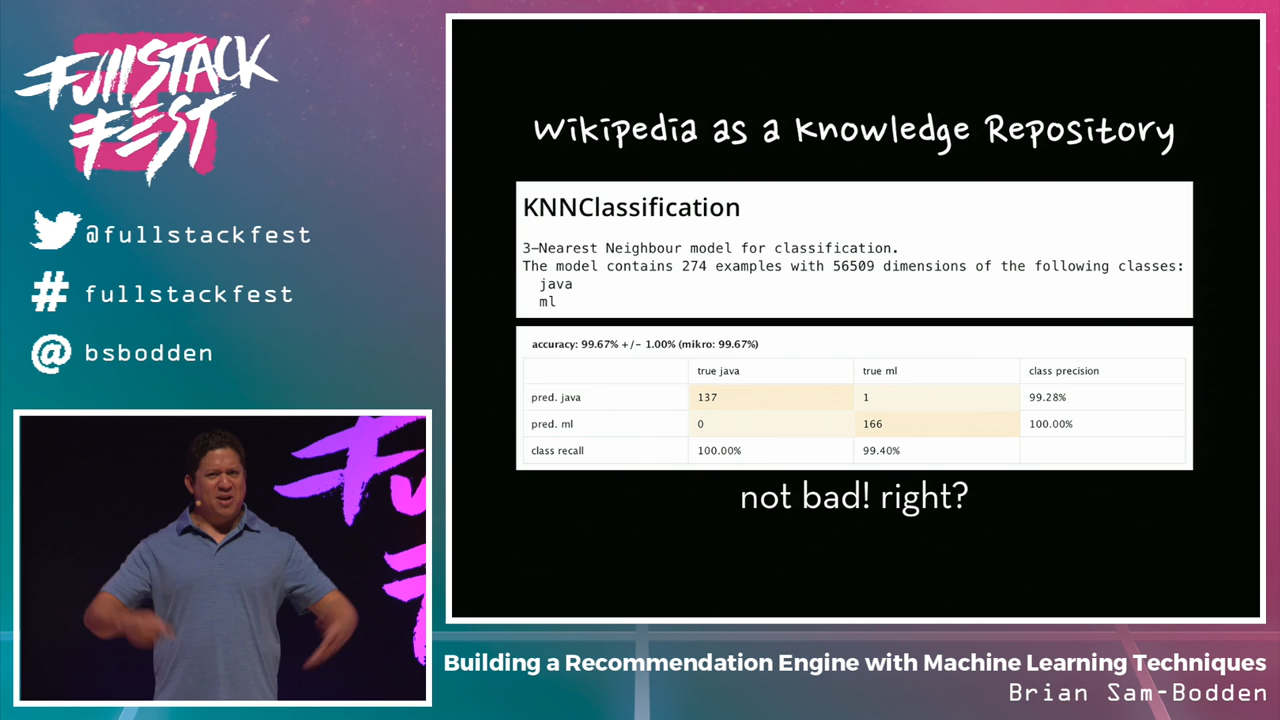 FullStack
Fest
@fullstackfest
# fullstackfest
@ bsbodden
Wikipedia as a Knowledge Repository
KNNClassification
3-Nearest Neighbour model for classification.
The model contains 274 examples with 56509 dimensions of the following classes:
java
ml
accuracy: 99.67% +/- 1.00% (mikro: 99.67%)
true java true ml class precision
pred. java 137 1 99.28%
pred. ml 0 166 100.00%
class recall 100.00% 99.40%
not bad! right?
Building a Recommendation Engine with Machine Learning Techniques
Brian Sam-Bodden